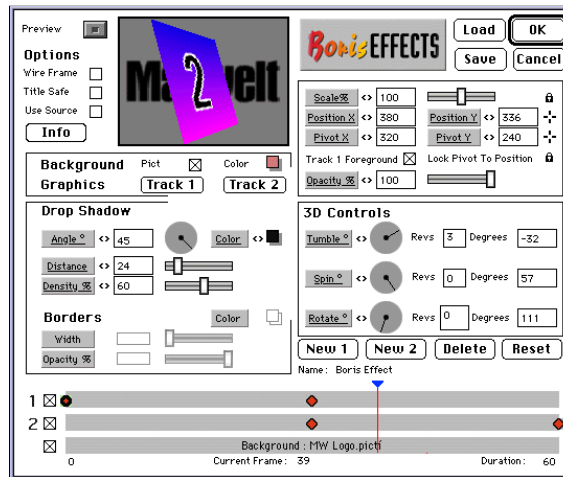 Preview
Options
Wire Frame
Title Safe
Use Source
Info
2
Boris EFFECTS
Load
OK
Save
Cancel
Scale% <> 100
Position X <> 380 Position Y <> 336
Pivot X <> 320 Pivot Y <> 240
Track 1 Foreground Lock Pivot To Position
Opacity % <> 100
Background Pict Color
Graphics Track 1 Track 2
Drop Shadow
Angle ° <> 45 Color <>
Distance <> 24
Density % <> 60
Borders Color
Width
Opacity %
3D Controls
Tumble ° <> Revs 3 Degrees -32
Spin ° <> Revs 0 Degrees 57
Rotate ° <> Revs 0 Degrees 111
New 1 New 2 Delete Reset
Name: Boris Effect
1
2
Background : MW Logo.pict
0 Current Frame: 39 Duration: 60